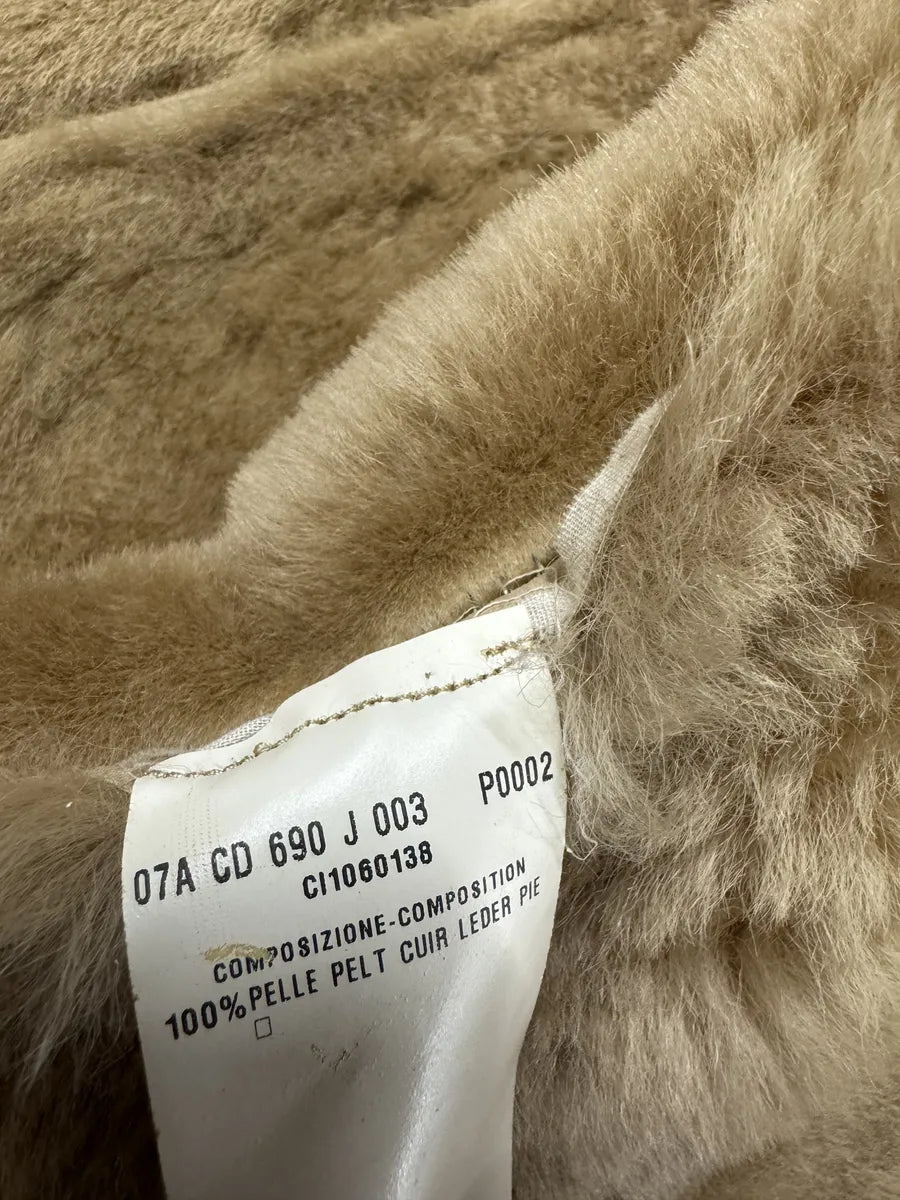 07A CD 690 J 003 P0002
CI1060138
COMPOSIZIONE-COMPOSITION
100%PELLE PELT CUIR LEDER PIE